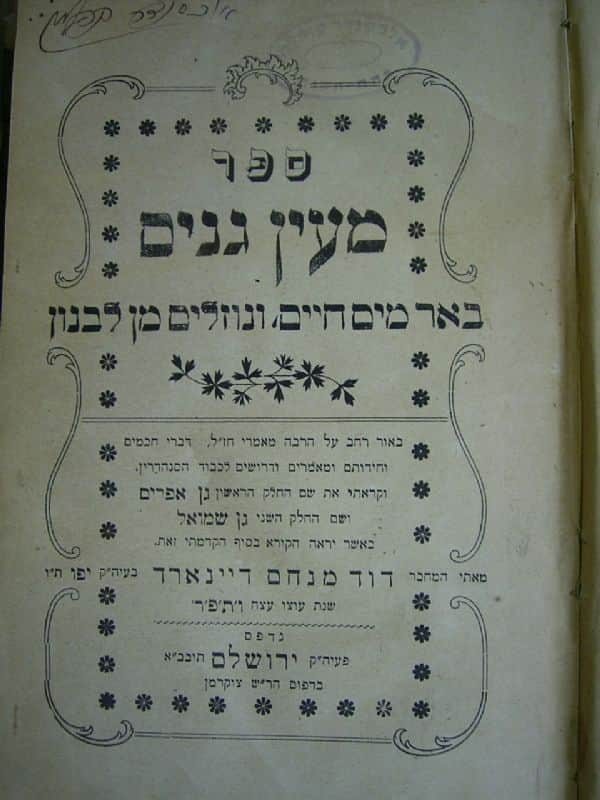 ספר
מעין גנים
באר מים חיים, ונוזלים מן לבנון
באור רחב על הרבה מאמרי חז״ל, דברי חכמים
וחידותם ומאמרים ודרושים לכבוד הסנהדרין.
וקראתי את שם החלק הראשון גן אפרים
ושם החלק השני גן שמואל
כאשר יראה הקורא בסוף הקדמתי זאת.
מאתי המחבר דוד מנחם דיינארד בעיה״ק יפו ת״ו
שנת עוצו עצה ו׳ת׳פ׳ר׳
נדפס
פעיה״ק ירושלם תובב״א
בדפוס הר״ש צוקרמן